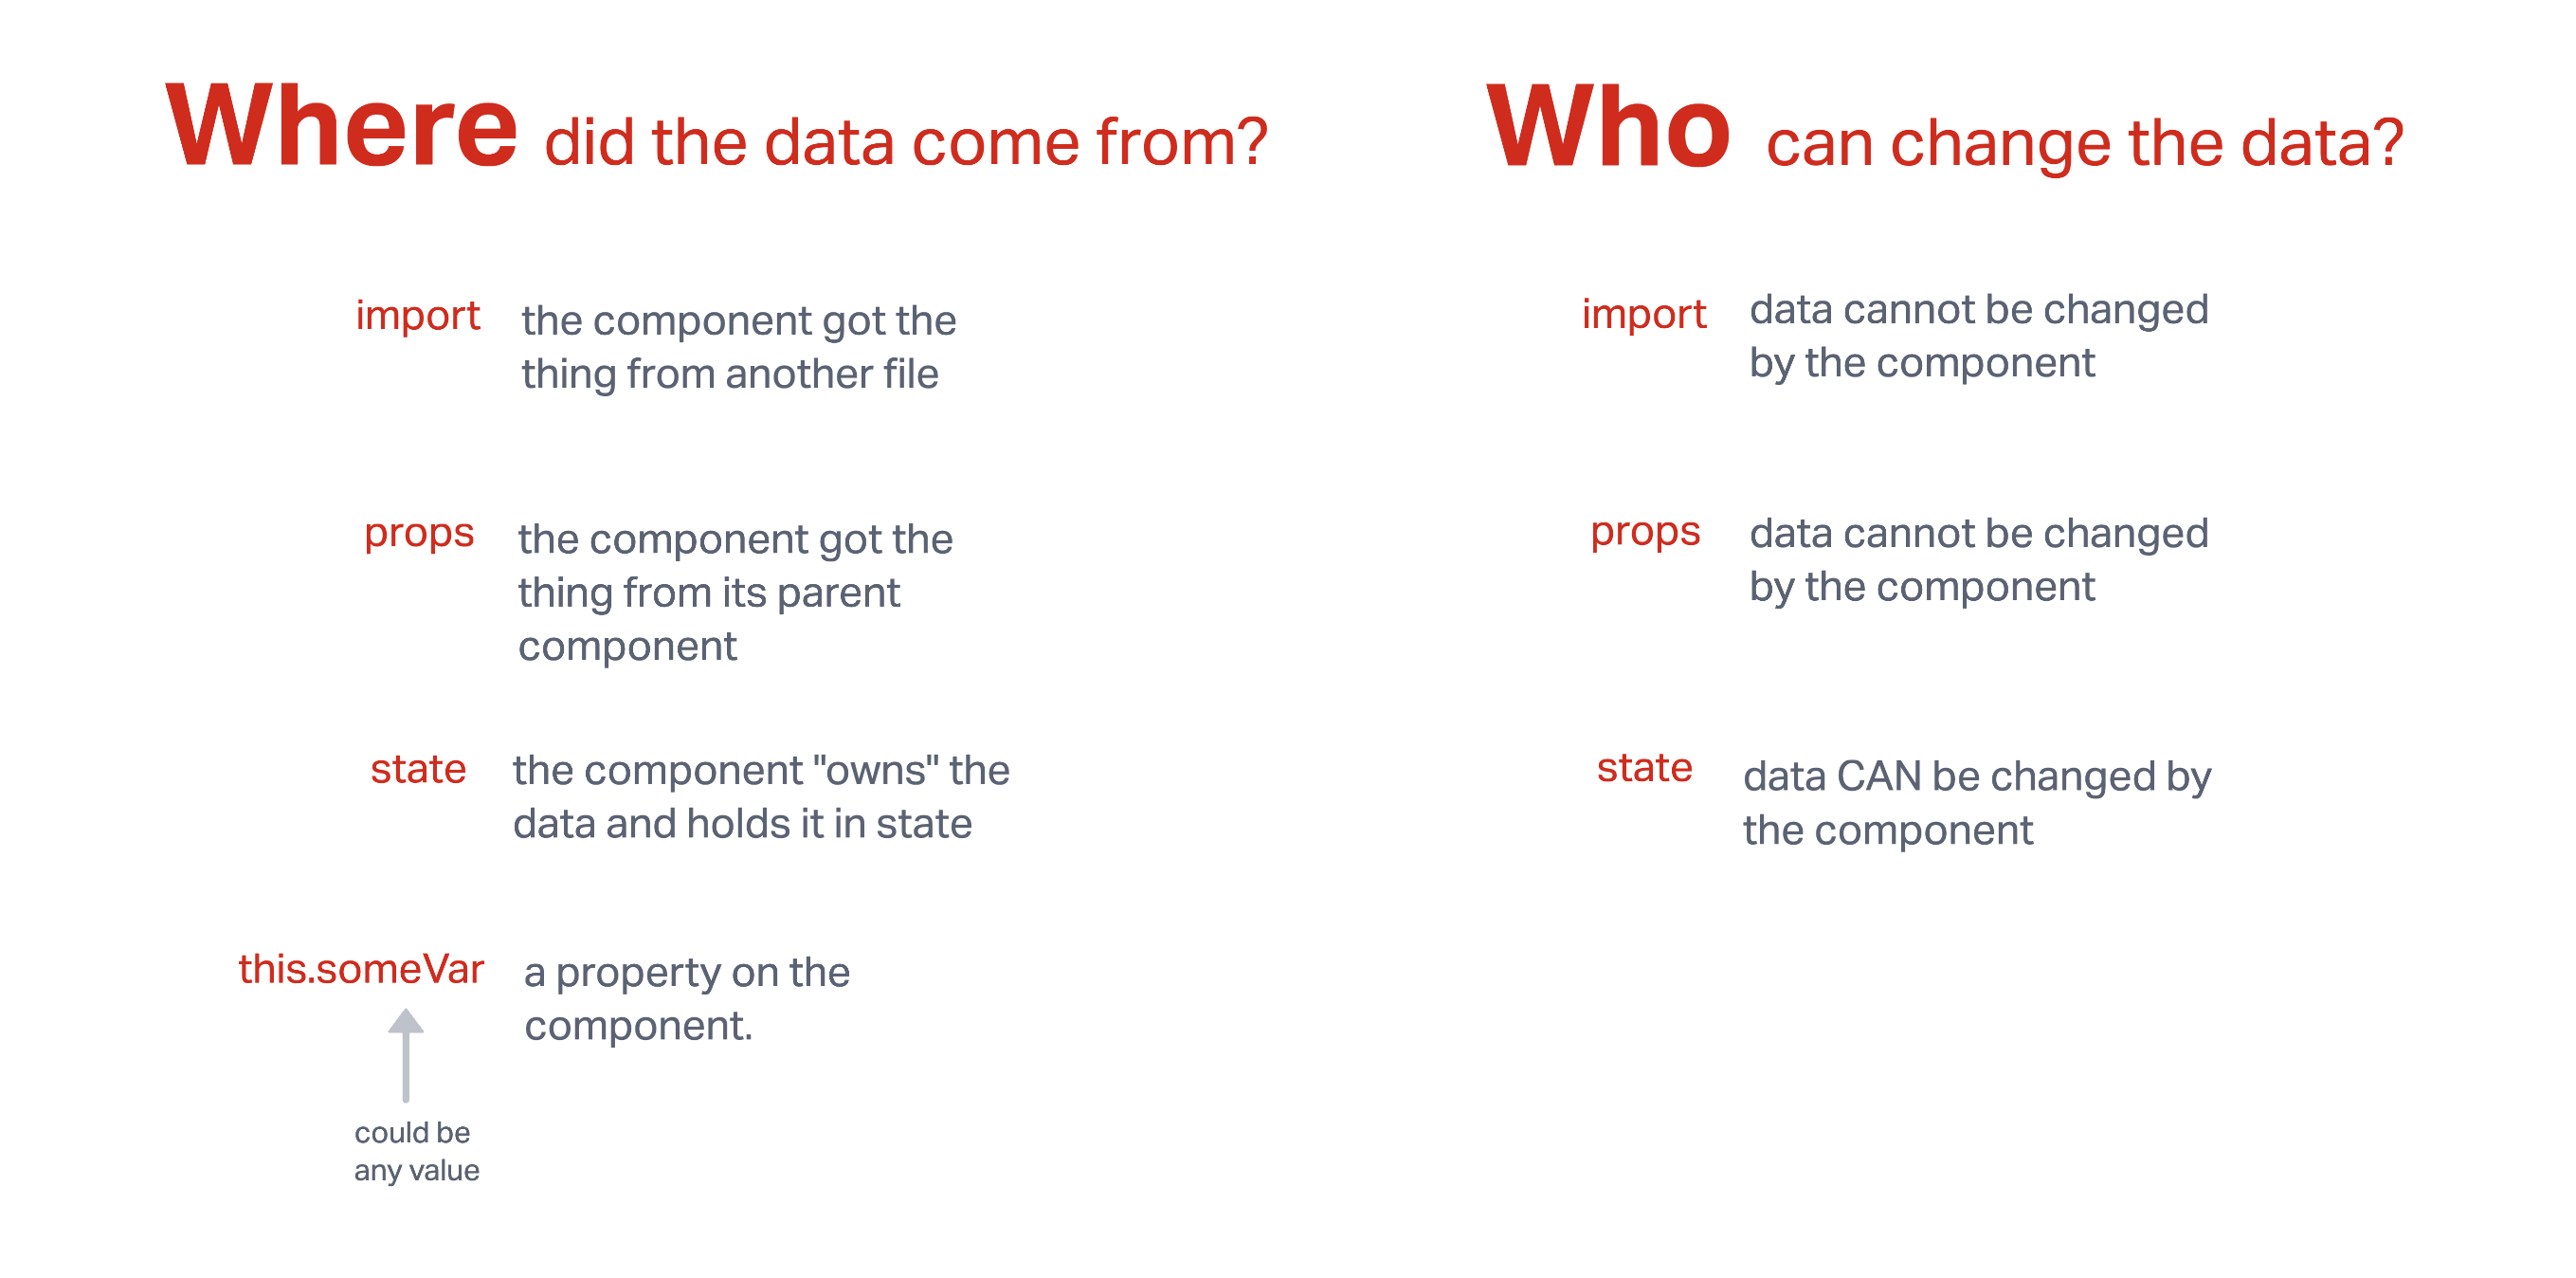 Where did the data come from?
import the component got the
thing from another file
props the component got the
thing from its parent
component
state the component "owns" the
data and holds it in state
this.someVar a property on the
component.
could be
any value
Who can change the data?
import data cannot be changed
by the component
props data cannot be changed
by the component
state data CAN be changed by
the component